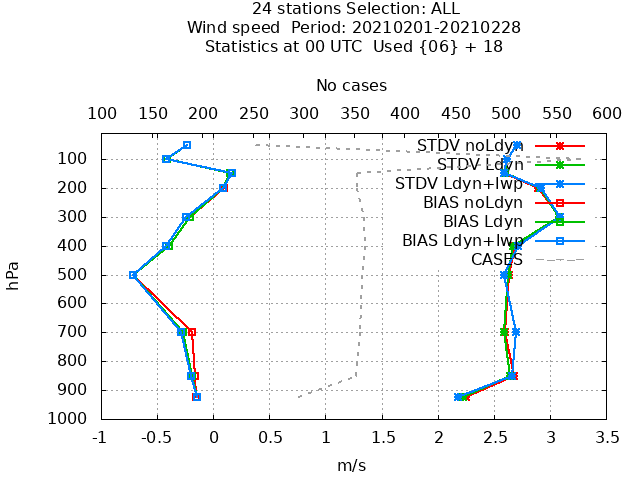 24 stations Selection: ALL
Wind speed  Period: 20210201-20210228
Statistics at 00 UTC  Used {06} + 18
No cases
100 150 200 250 300 350 400 450 500 550 600
STDV noLdyn
STDV Ldyn
STDV Ldyn+lwp
BIAS noLdyn
BIAS Ldyn
BIAS Ldyn+lwp
CASES
hPa
100
200
300
400
500
600
700
800
900
1000
-1 -0.5 0 0.5 1 1.5 2 2.5 3 3.5
m/s